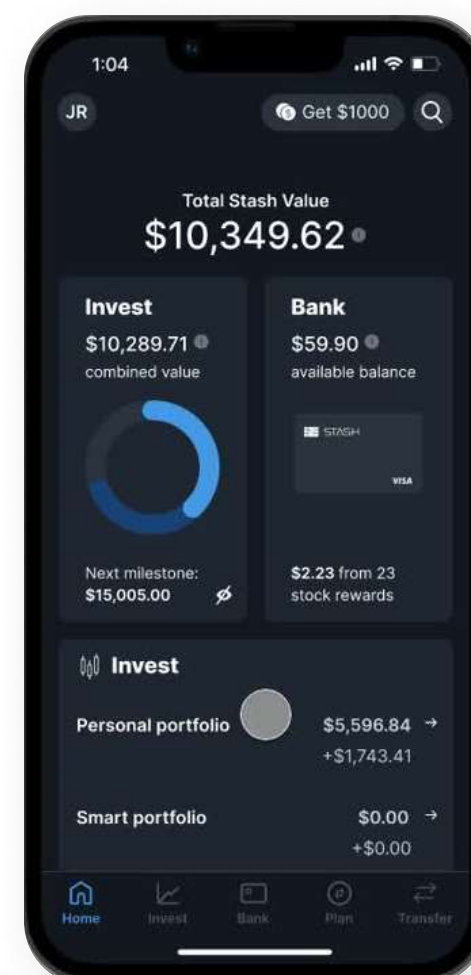 1:04
JR
Get $1000
Total Stash Value
$10,349.62
Invest
$10,289.71
combined value
Next milestone:
$15,005.00
Bank
$59.90
available balance
STASH
VISA
$2.23 from 23
stock rewards
Invest
Personal portfolio $5,596.84 →
+$1,743.41
Smart portfolio $0.00 →
+$0.00
Home Invest Bank Plan Transfer